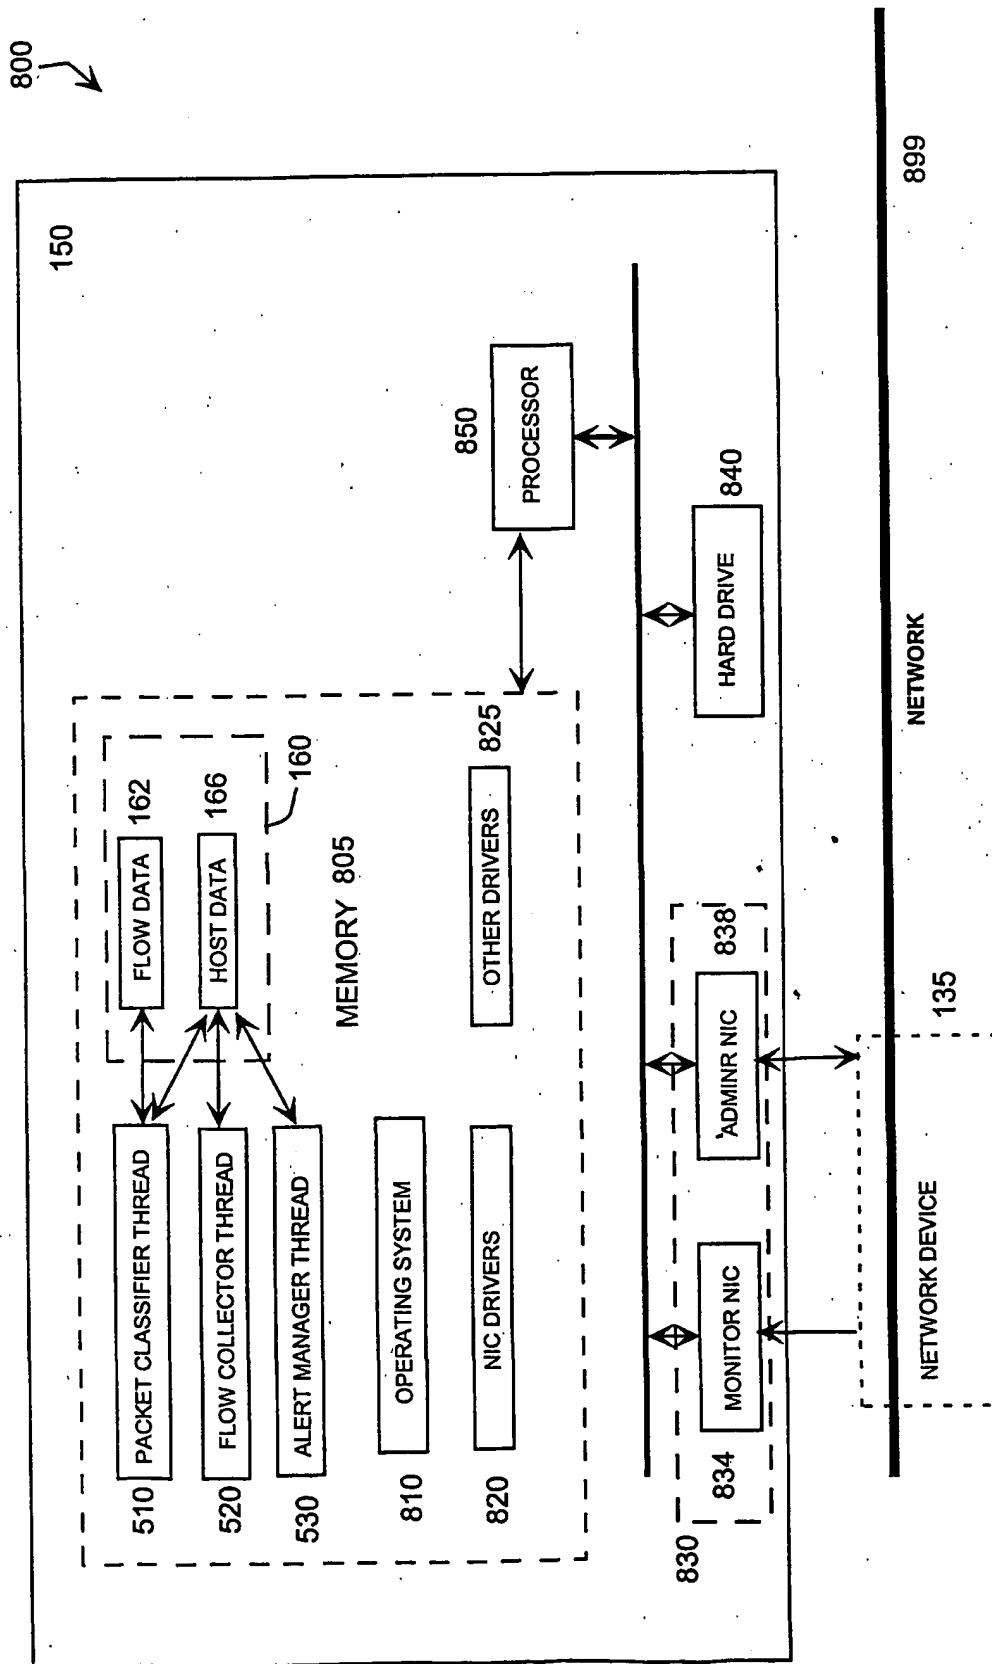 800
150
PACKET CLASSIFIER THREAD
510
FLOW DATA
162
FLOW COLLECTOR THREAD
520
HOST DATA
166
160
ALERT MANAGER THREAD
530
MEMORY 805
OPERATING SYSTEM
810
NIC DRIVERS
820
OTHER DRIVERS
825
PROCESSOR
850
830
MONITOR NIC
834
ADMINR NIC
838
HARD DRIVE
840
NETWORK DEVICE
135
NETWORK
899